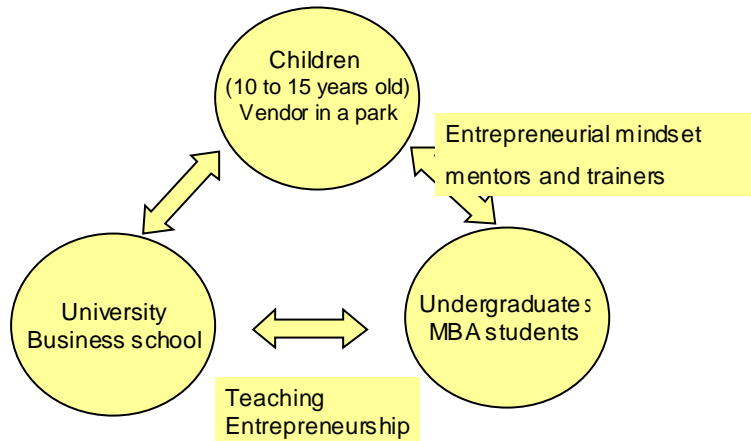 Children
(10 to 15 years old)
Vendor in a park
Entrepreneurial mindset
mentors and trainers
University
Business school
Undergraduates
MBA students
Teaching
Entrepreneurship